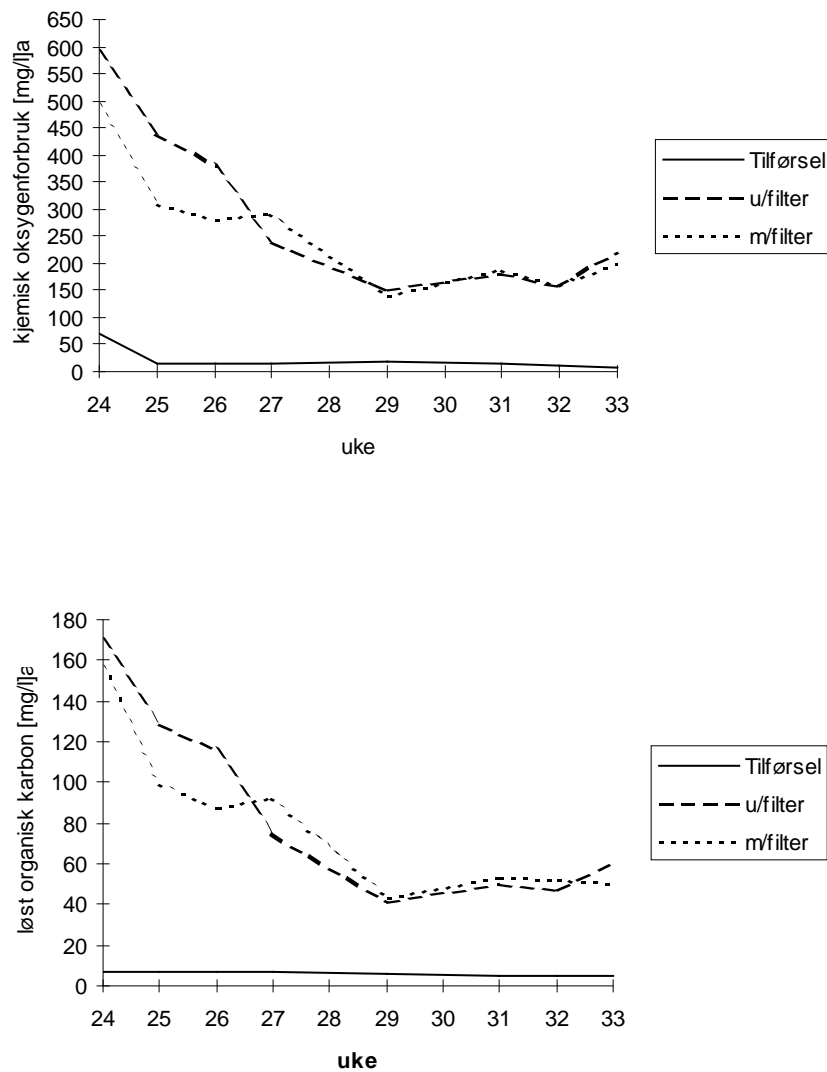 kjemisk oksygenforbruk [mg/l]a
650
600
550
500
450
400
350
300
250
200
150
100
50
0
24 25 26 27 28 29 30 31 32 33
uke
Tilførsel
u/filter
m/filter
løst organisk karbon [mg/l]a
180
160
140
120
100
80
60
40
20
0
24 25 26 27 28 29 30 31 32 33
uke
Tilførsel
u/filter
m/filter